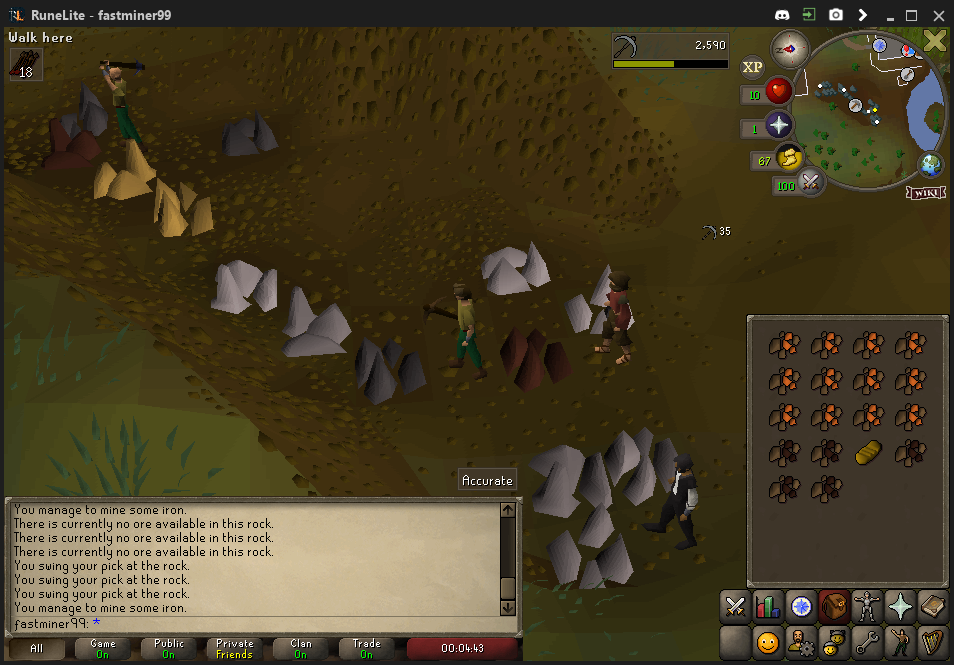 RuneLite - fastminer99
Walk here
18
2,590
XP
10
1
67
100
WIKI
35
Accurate
You manage to mine some iron.
There is currently no ore available in this rock.
There is currently no ore available in this rock.
There is currently no ore available in this rock.
You swing your pick at the rock.
You swing your pick at the rock.
You swing your pick at the rock.
You manage to mine some iron.
fastminer99: *
All
Game
On
Public
On
Private
Friends
Clan
On
Trade
On
00:04:43